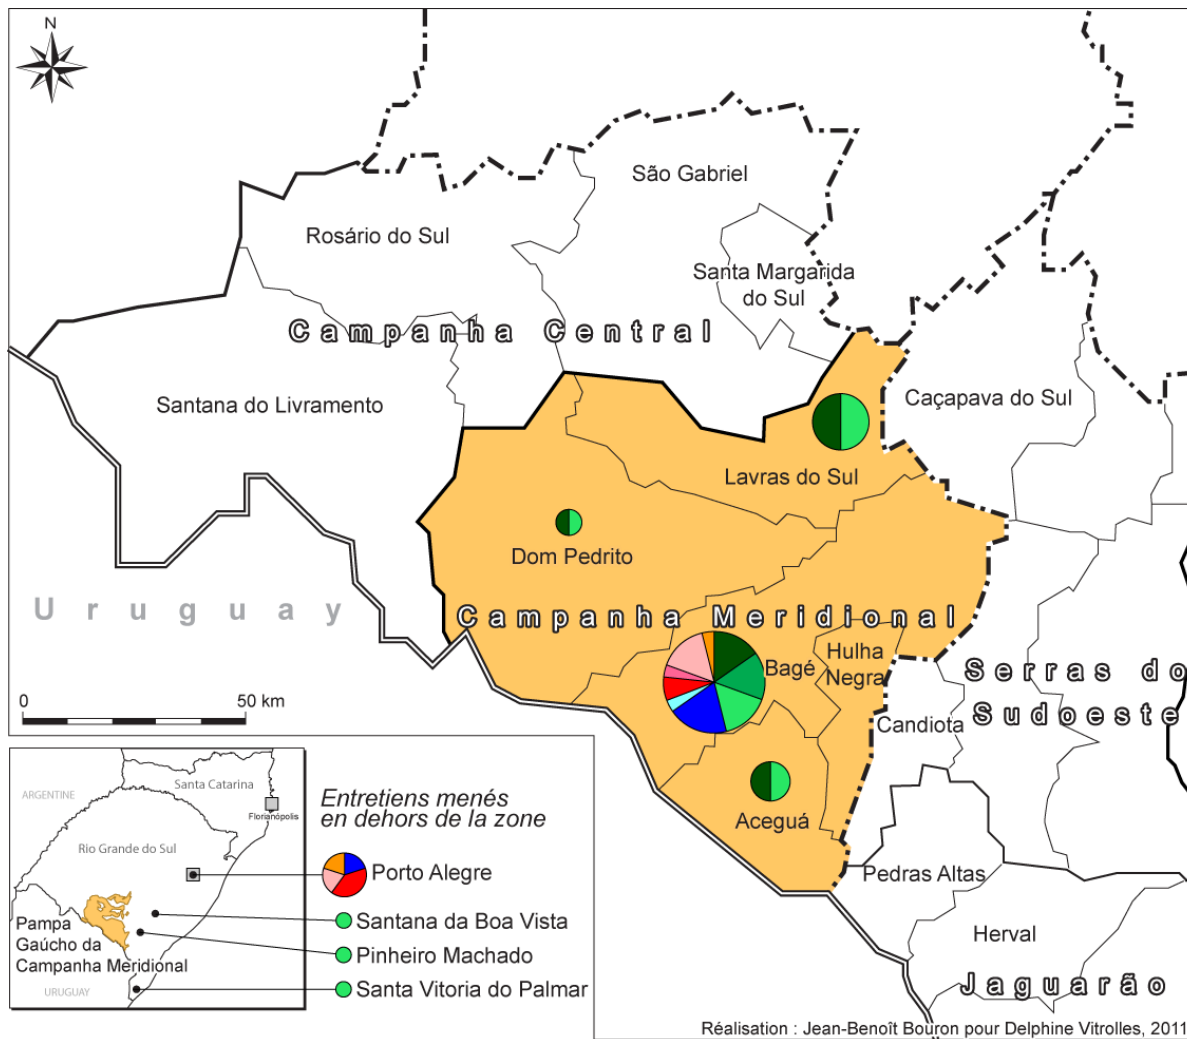 N
São Gabriel
Rosário do Sul
Santa Margarida
do Sul
Campanha Central
Santana do Livramento
Caçapava do Sul
Lavras do Sul
Dom Pedrito
Uruguay
Campanha Meridional
Hulha
Negra
Bagé
Serras do
Sudoeste
Candiota
0 50 km
Aceguá
Pedras Altas
Herval
Jaguarão
ARGENTINE
Santa Catarina
Florianópolis
Rio Grande do Sul
Pampa
Gaúcho da
Campanha Meridional
URUGUAY
Entretiens menés
en dehors de la zone
Porto Alegre
Santana da Boa Vista
Pinheiro Machado
Santa Vitoria do Palmar
Réalisation : Jean-Benoît Bouron pour Delphine Vitrolles, 2011